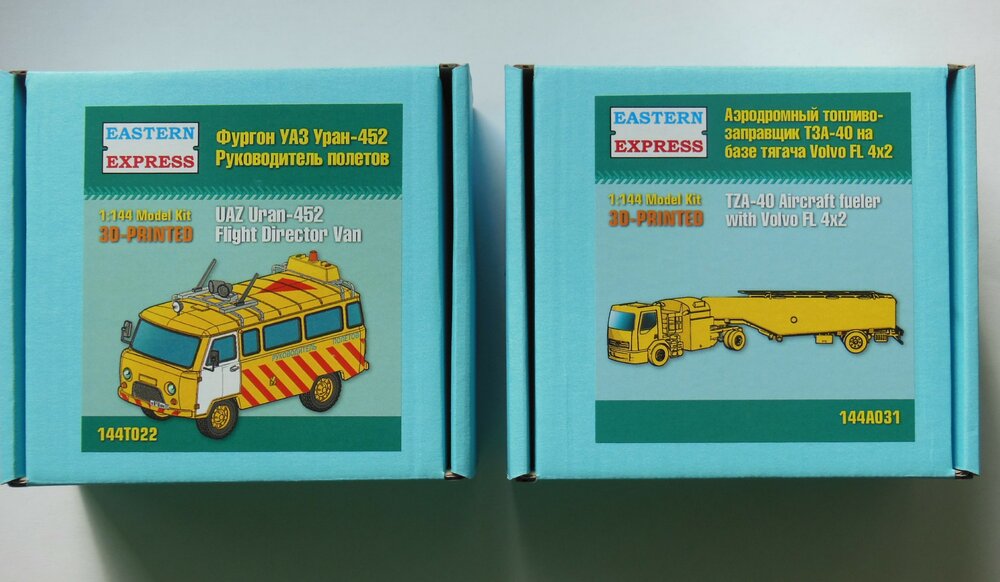 EASTERN
EXPRESS
Фургон УАЗ Уран-452
Руководитель полетов
1:144 Model Kit
3D-PRINTED
UAZ Uran-452
Flight Director Van
РУКОВОДИТЕЛЬ ПОЛЕТОВ
144T022
EASTERN
EXPRESS
Аэродромный топливо-
заправщик ТЗА-40 на
базе тягача Volvo FL 4x2
1:144 Model Kit
3D-PRINTED
TZA-40 Aircraft fueler
with Volvo FL 4x2
144A031